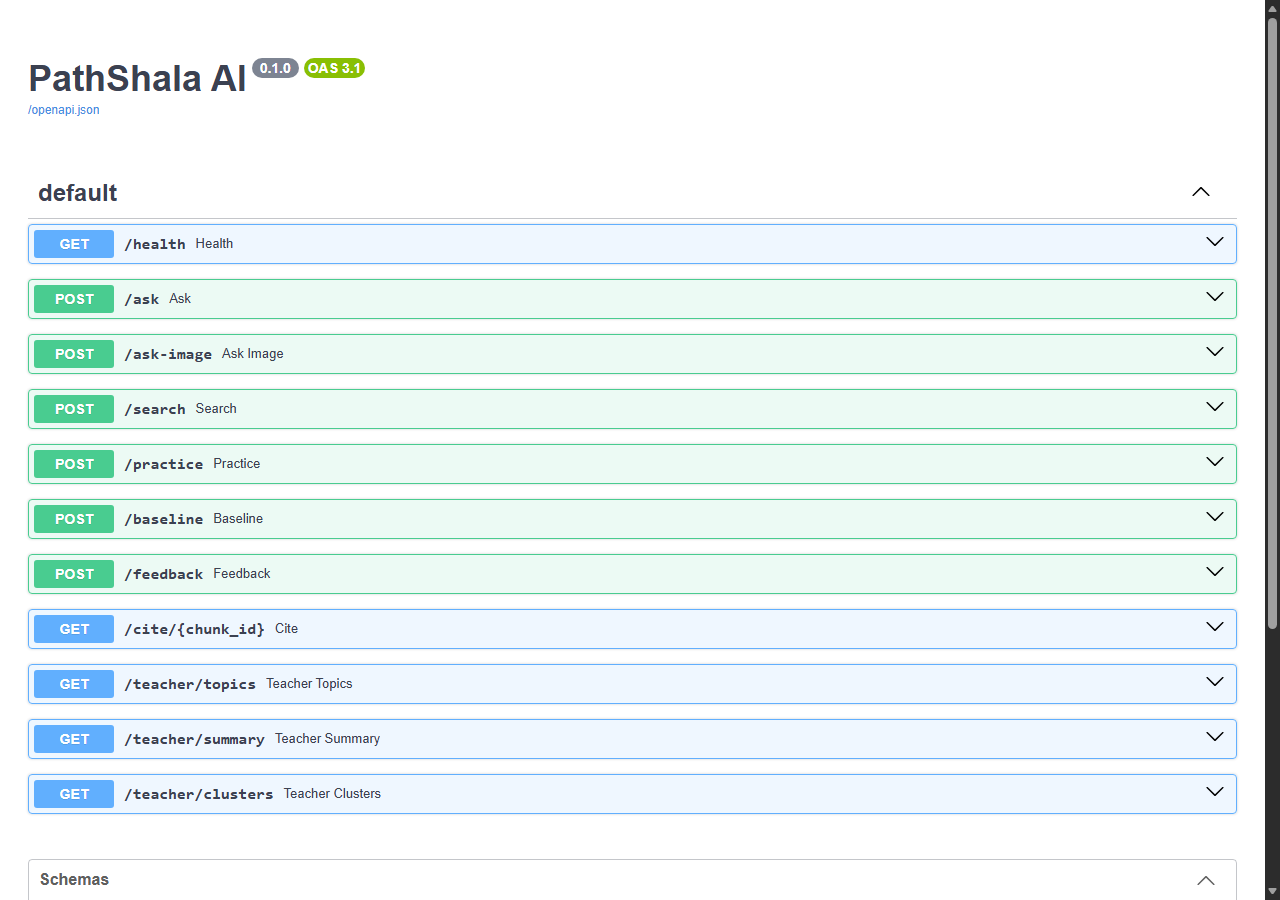 PathShala AI 0.1.0 OAS 3.1
/openapi.json
default
GET /health Health
POST /ask Ask
POST /ask-image Ask Image
POST /search Search
POST /practice Practice
POST /baseline Baseline
POST /feedback Feedback
GET /cite/{chunk_id} Cite
GET /teacher/topics Teacher Topics
GET /teacher/summary Teacher Summary
GET /teacher/clusters Teacher Clusters
Schemas